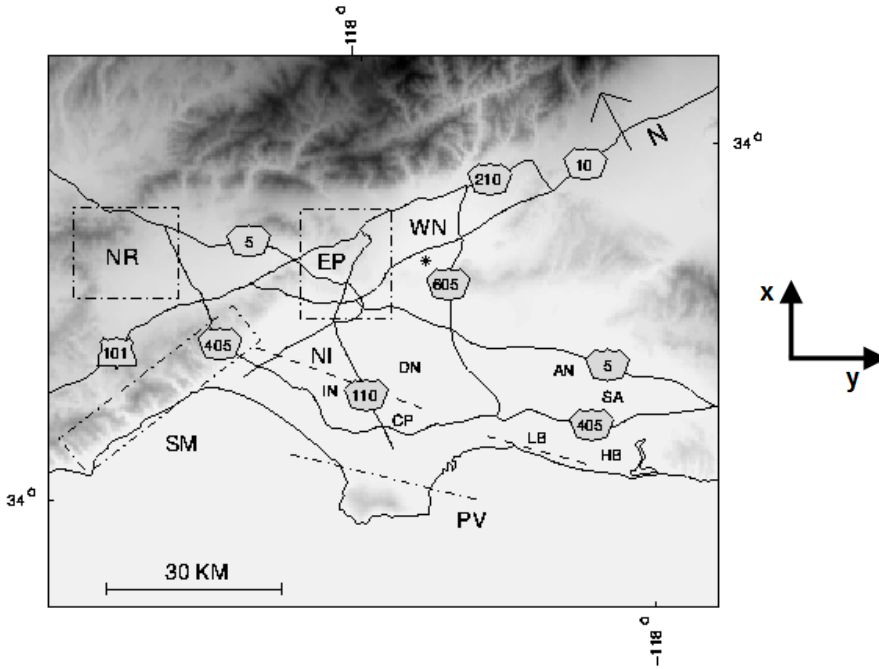 -118°
34°
N
10
210
WN
NR
5
EP
605
x
y
101
405
NI
DN
AN
5
IN
110
SA
CP
405
SM
LB
HB
34°
PV
30 KM
-118°